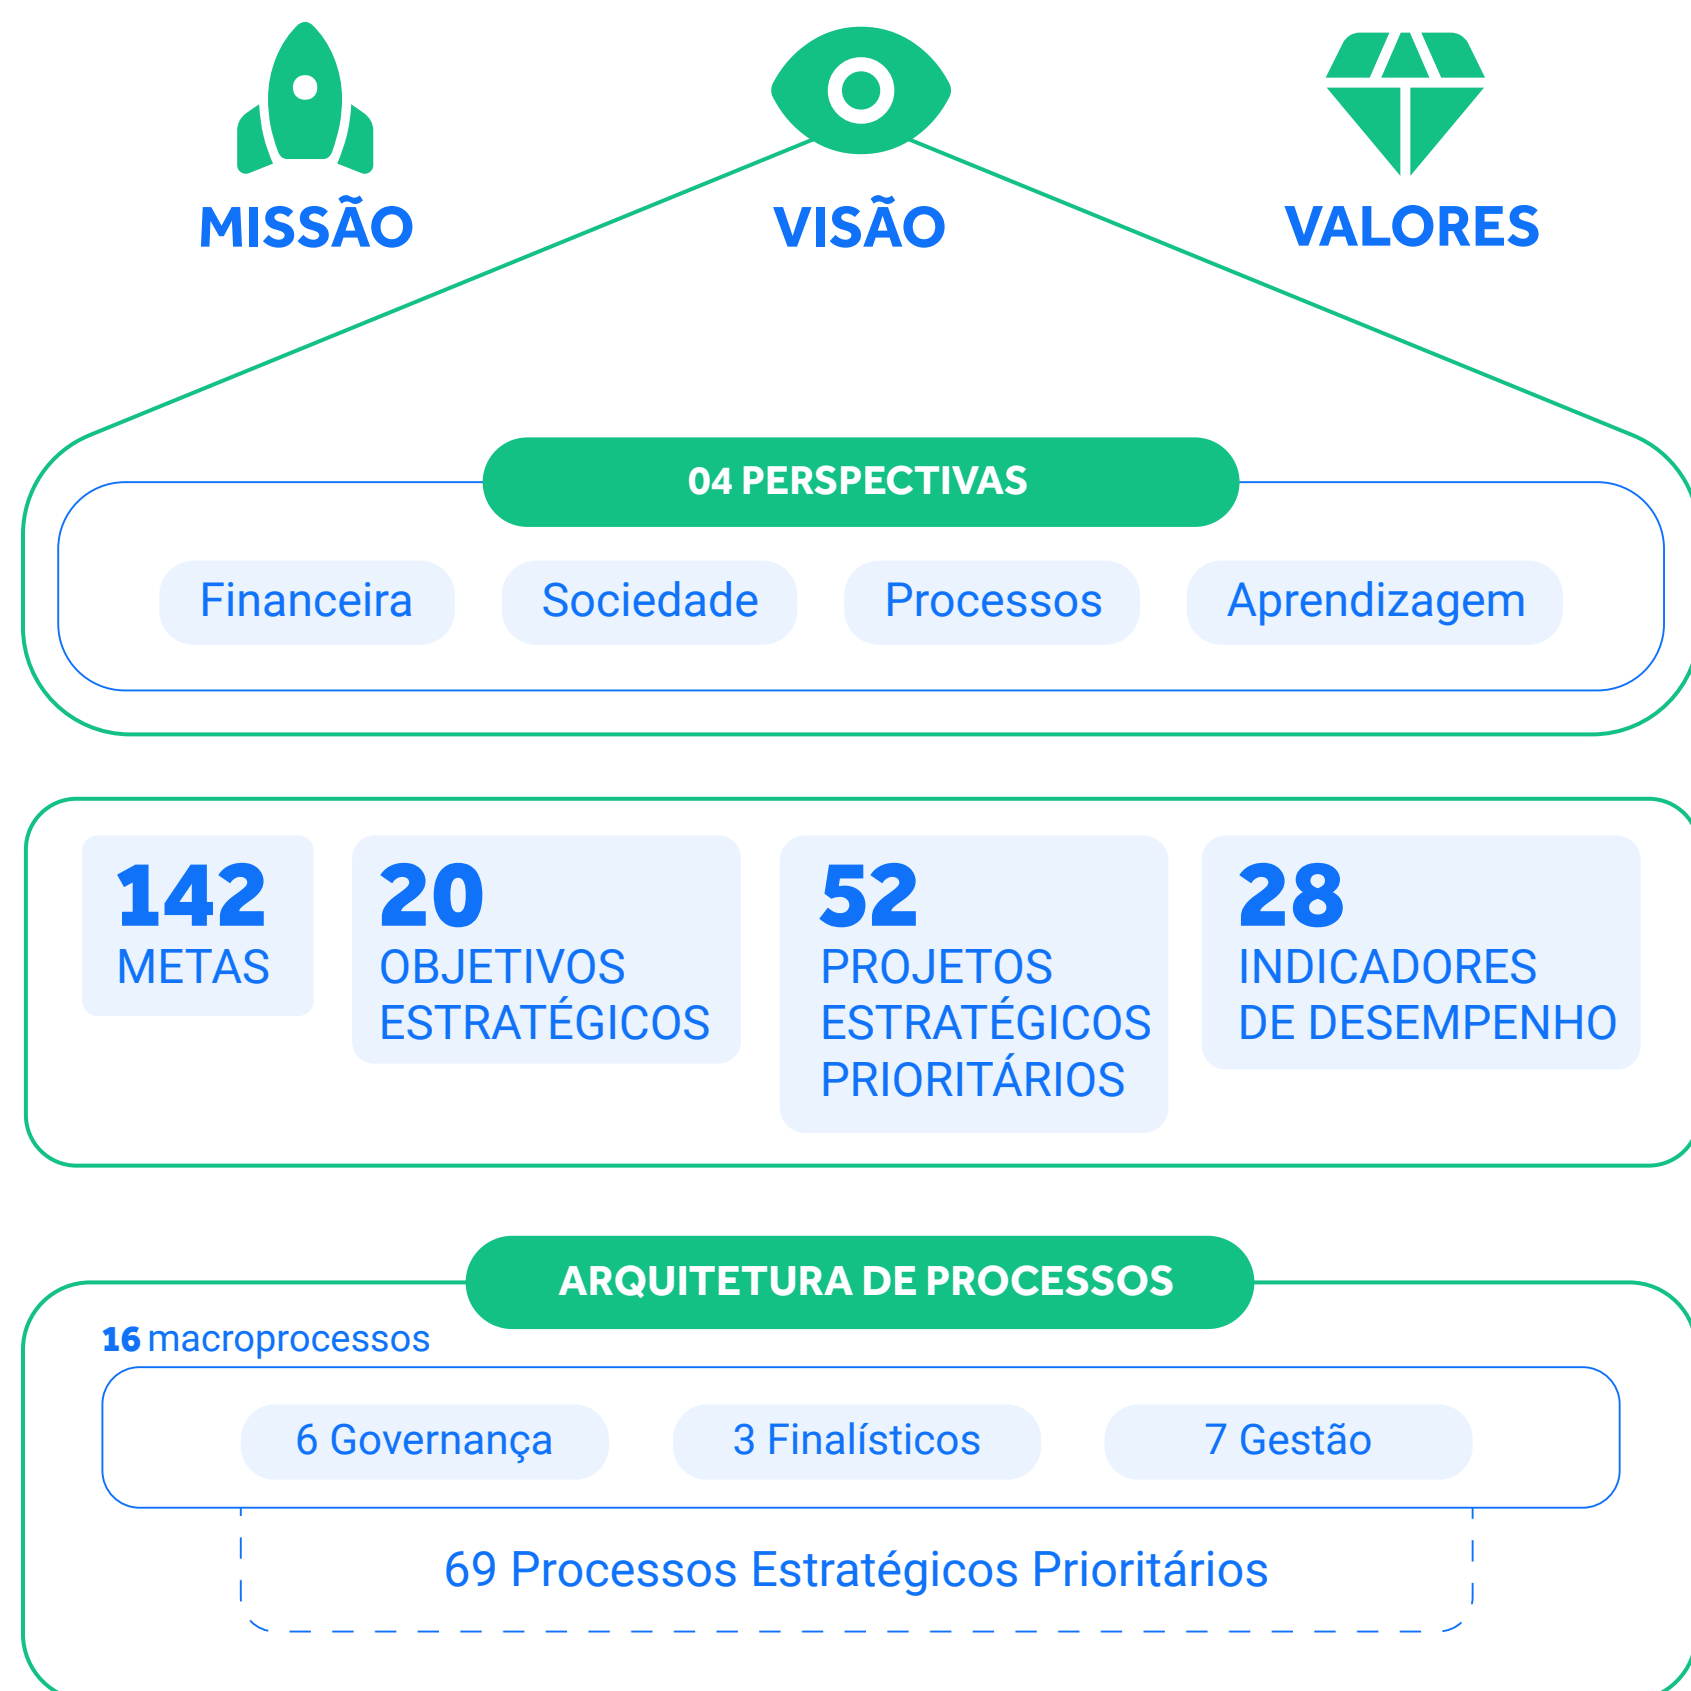 MISSÃO
VISÃO
VALORES
04 PERSPECTIVAS
Financeira
Sociedade
Processos
Aprendizagem
142
METAS
20
OBJETIVOS
ESTRATÉGICOS
52
PROJETOS
ESTRATÉGICOS
PRIORITÁRIOS
28
INDICADORES
DE DESEMPENHO
ARQUITETURA DE PROCESSOS
16 macroprocessos
6 Governança
3 Finalísticos
7 Gestão
69 Processos Estratégicos Prioritários